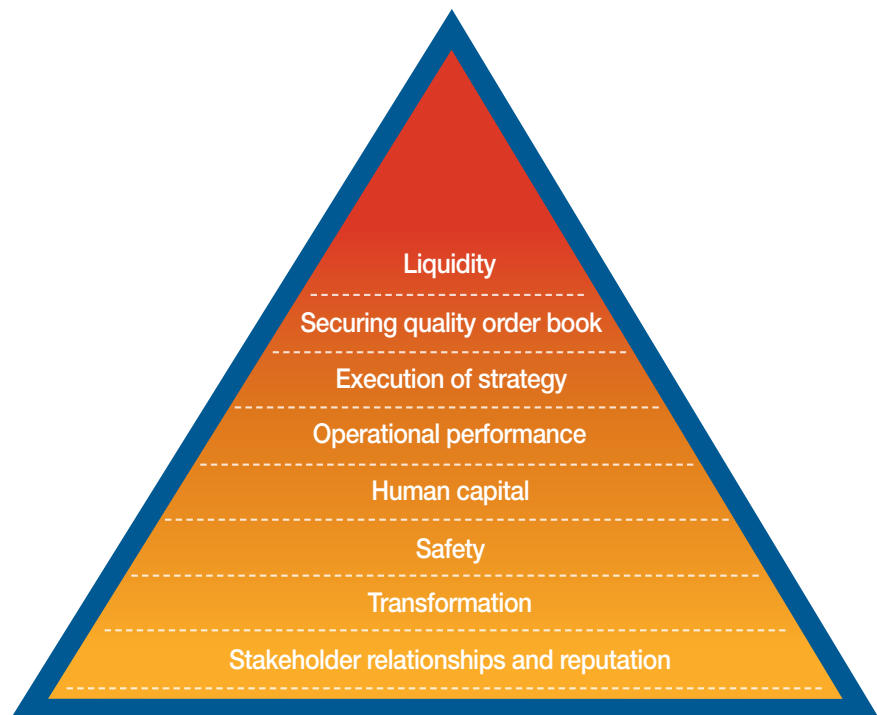 Liquidity
Securing quality order book
Execution of strategy
Operational performance
Human capital
Safety
Transformation
Stakeholder relationships and reputation